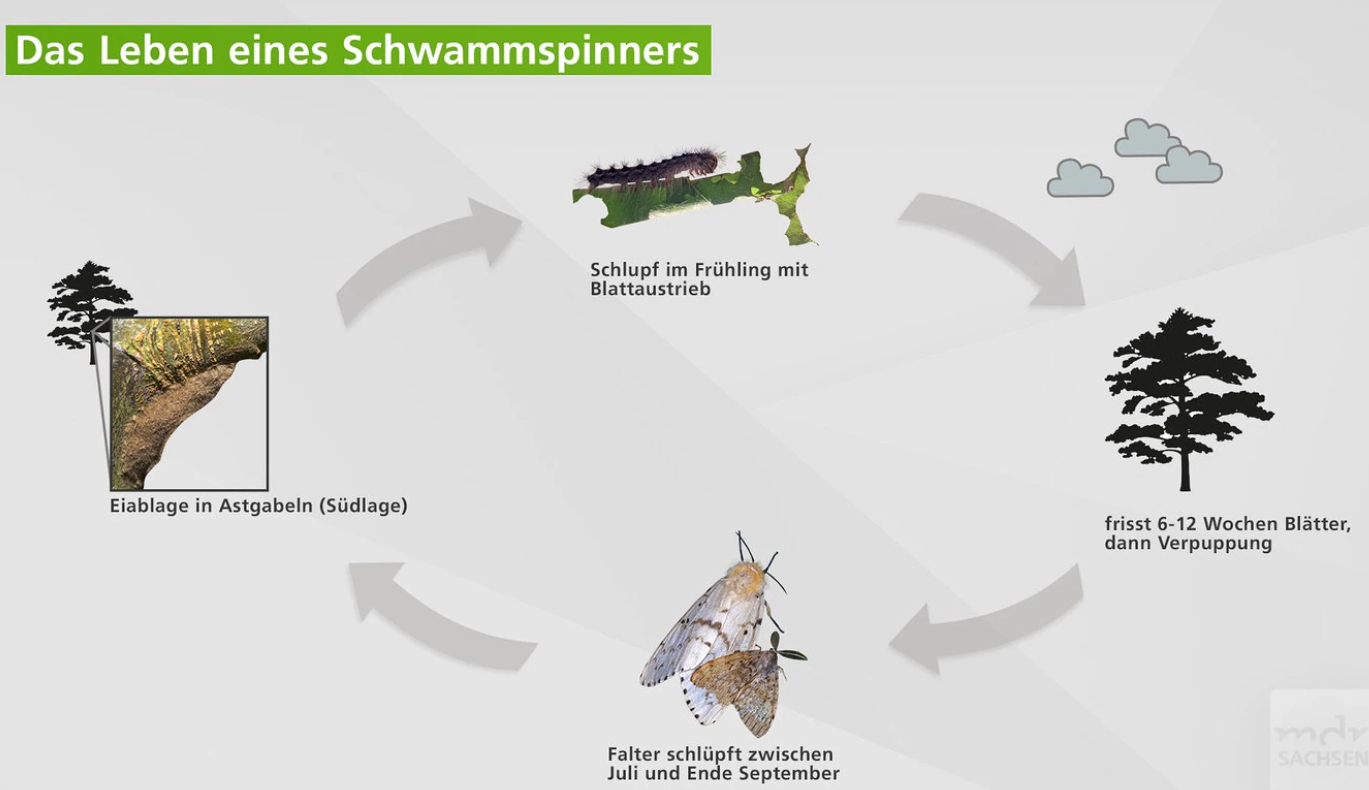 Das Leben eines Schwammspinners
Schlupf im Frühling mit
Blattaustrieb
frisst 6-12 Wochen Blätter,
dann Verpuppung
Falter schlüpft zwischen
Juli und Ende September
Eiablage in Astgabeln (Südlage)
mdr
SACHSEN